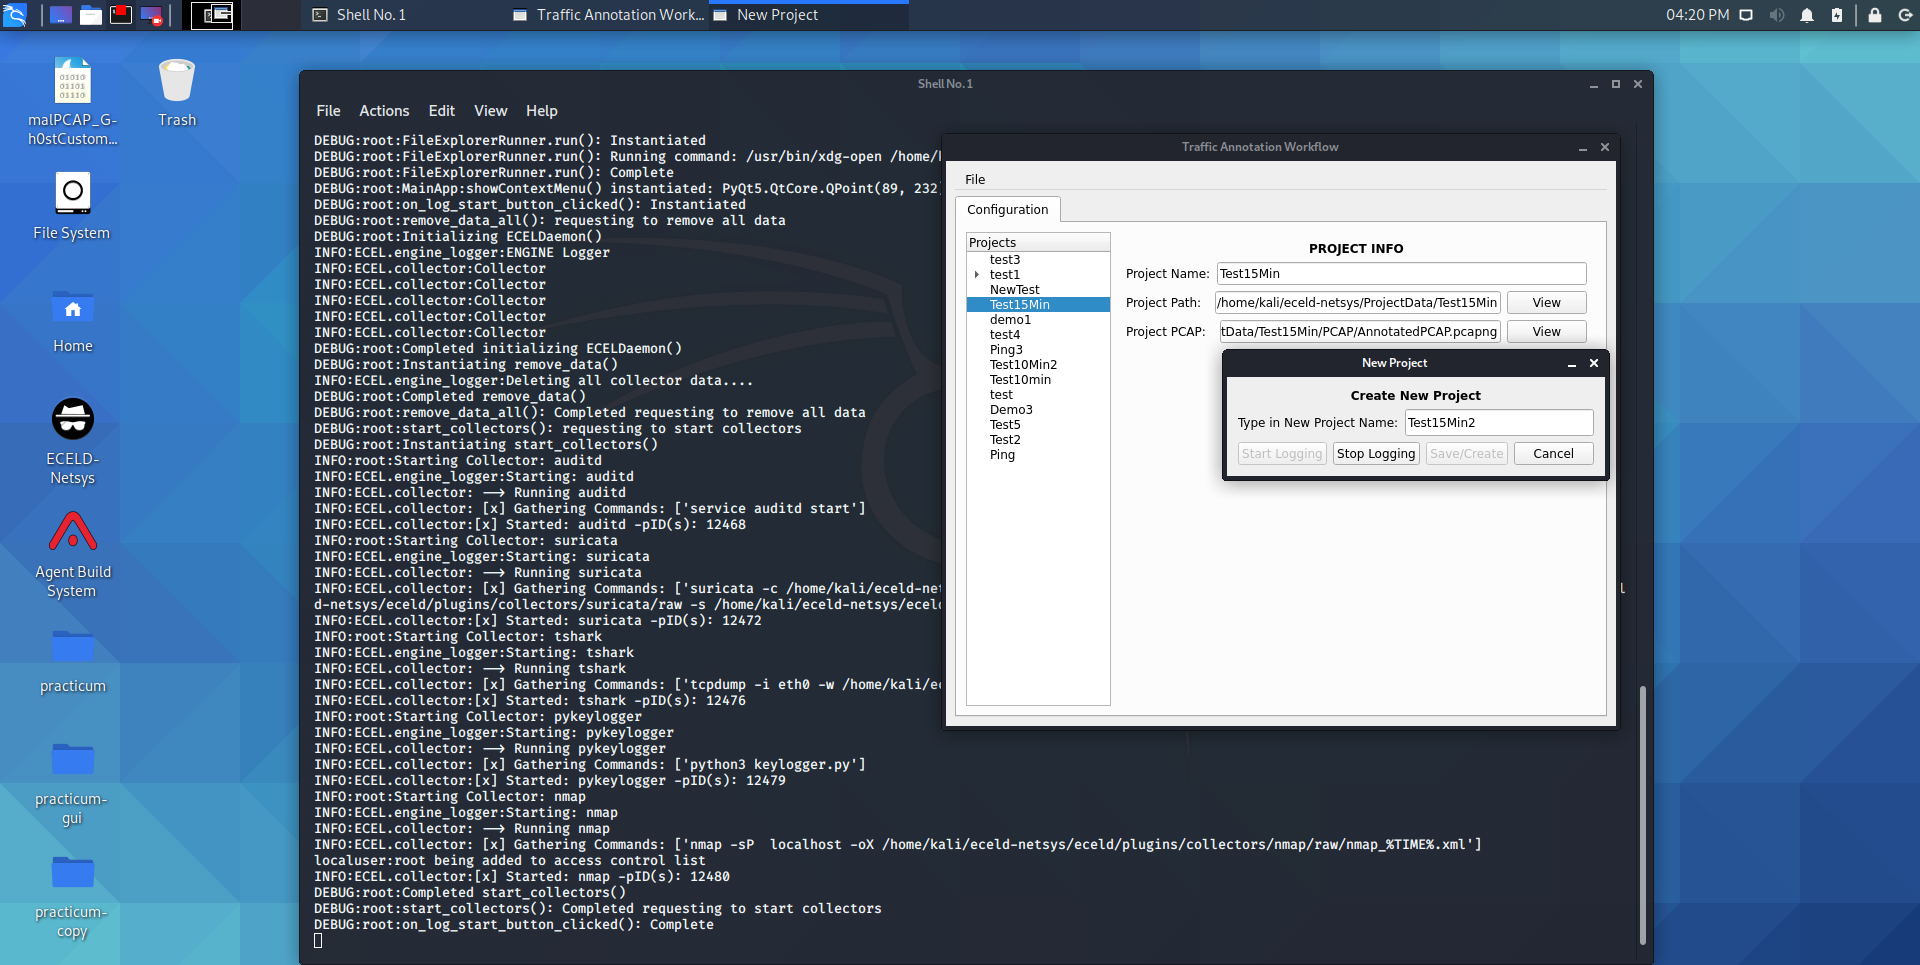 Shell No. 1
Traffic Annotation Work...
New Project
04:20 PM
malPCAP_G-
h0stCustom...
Trash
File System
Home
ECELD-
Netsys
Agent Build
System
practicum
practicum-
gui
practicum-
copy
Shell No. 1
File Actions Edit View Help
DEBUG:root:FileExplorerRunner.run(): Instantiated
DEBUG:root:FileExplorerRunner.run(): Running command: /usr/bin/xdg-open /home/
DEBUG:root:FileExplorerRunner.run(): Complete
DEBUG:root:MainApp:showContextMenu() instantiated: PyQt5.QtCore.QPoint(89, 232)
DEBUG:root:on_log_start_button_clicked(): Instantiated
DEBUG:root:remove_data_all(): requesting to remove all data
DEBUG:root:Initializing ECELDaemon()
INFO:ECEL.engine_logger:ENGINE Logger
INFO:ECEL.collector:Collector
INFO:ECEL.collector:Collector
INFO:ECEL.collector:Collector
INFO:ECEL.collector:Collector
INFO:ECEL.collector:Collector
DEBUG:root:Completed initializing ECELDaemon()
DEBUG:root:Instantiating remove_data()
INFO:ECEL.engine_logger:Deleting all collector data....
DEBUG:root:Completed remove_data()
DEBUG:root:remove_data_all(): Completed requesting to remove all data
DEBUG:root:start_collectors(): requesting to start collectors
DEBUG:root:Instantiating start_collectors()
INFO:root:Starting Collector: auditd
INFO:ECEL.engine_logger:Starting: auditd
INFO:ECEL.collector: —> Running auditd
INFO:ECEL.collector: [x] Gathering Commands: ['service auditd start']
INFO:ECEL.collector:[x] Started: auditd -pID(s): 12468
INFO:root:Starting Collector: suricata
INFO:ECEL.engine_logger:Starting: suricata
INFO:ECEL.collector: —> Running suricata
INFO:ECEL.collector: [x] Gathering Commands: ['suricata -c /home/kali/eceld-net
d-netsys/eceld/plugins/collectors/suricata/raw -s /home/kali/eceld-netsys/ecel
INFO:ECEL.collector:[x] Started: suricata -pID(s): 12472
INFO:root:Starting Collector: tshark
INFO:ECEL.engine_logger:Starting: tshark
INFO:ECEL.collector: —> Running tshark
INFO:ECEL.collector: [x] Gathering Commands: ['tcpdump -i eth0 -w /home/kali/e
INFO:ECEL.collector:[x] Started: tshark -pID(s): 12476
INFO:root:Starting Collector: pykeylogger
INFO:ECEL.engine_logger:Starting: pykeylogger
INFO:ECEL.collector: —> Running pykeylogger
INFO:ECEL.collector: [x] Gathering Commands: ['python3 keylogger.py']
INFO:ECEL.collector:[x] Started: pykeylogger -pID(s): 12479
INFO:root:Starting Collector: nmap
INFO:ECEL.engine_logger:Starting: nmap
INFO:ECEL.collector: —> Running nmap
INFO:ECEL.collector: [x] Gathering Commands: ['nmap -sP  localhost -oX /home/kali/eceld-netsys/eceld/plugins/collectors/nmap/raw/nmap_%TIME%.xml']
localuser:root being added to access control list
INFO:ECEL.collector:[x] Started: nmap -pID(s): 12480
DEBUG:root:Completed start_collectors()
DEBUG:root:start_collectors(): Completed requesting to start collectors
DEBUG:root:on_log_start_button_clicked(): Complete
Traffic Annotation Workflow
File
Configuration
Projects
test3
test1
NewTest
Test15Min
demo1
test4
Ping3
Test10Min2
Test10min
test
Demo3
Test5
Test2
Ping
PROJECT INFO
Project Name: Test15Min
Project Path: /home/kali/eceld-netsys/ProjectData/Test15Min View
Project PCAP: tData/Test15Min/PCAP/AnnotatedPCAP.pcapng View
New Project
Create New Project
Type in New Project Name: Test15Min2
Start Logging Stop Logging Save/Create Cancel